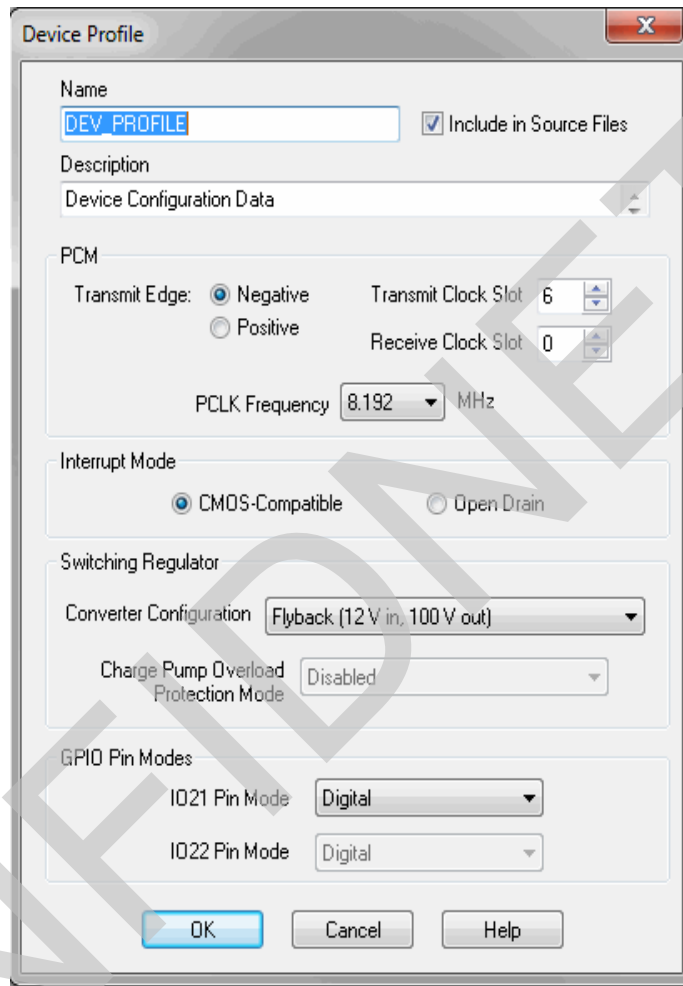 Device Profile
Name
DEV_PROFILE
Include in Source Files
Description
Device Configuration Data
PCM
Transmit Edge: Negative Transmit Clock Slot 6
Positive Receive Clock Slot 0
PCLK Frequency 8.192 MHz
Interrupt Mode
CMOS-Compatible Open Drain
Switching Regulator
Converter Configuration Flyback (12 V in, 100 V out)
Charge Pump Overload Disabled
Protection Mode
GPIO Pin Modes
IO21 Pin Mode Digital
IO22 Pin Mode Digital
OK Cancel Help
NFIDNET